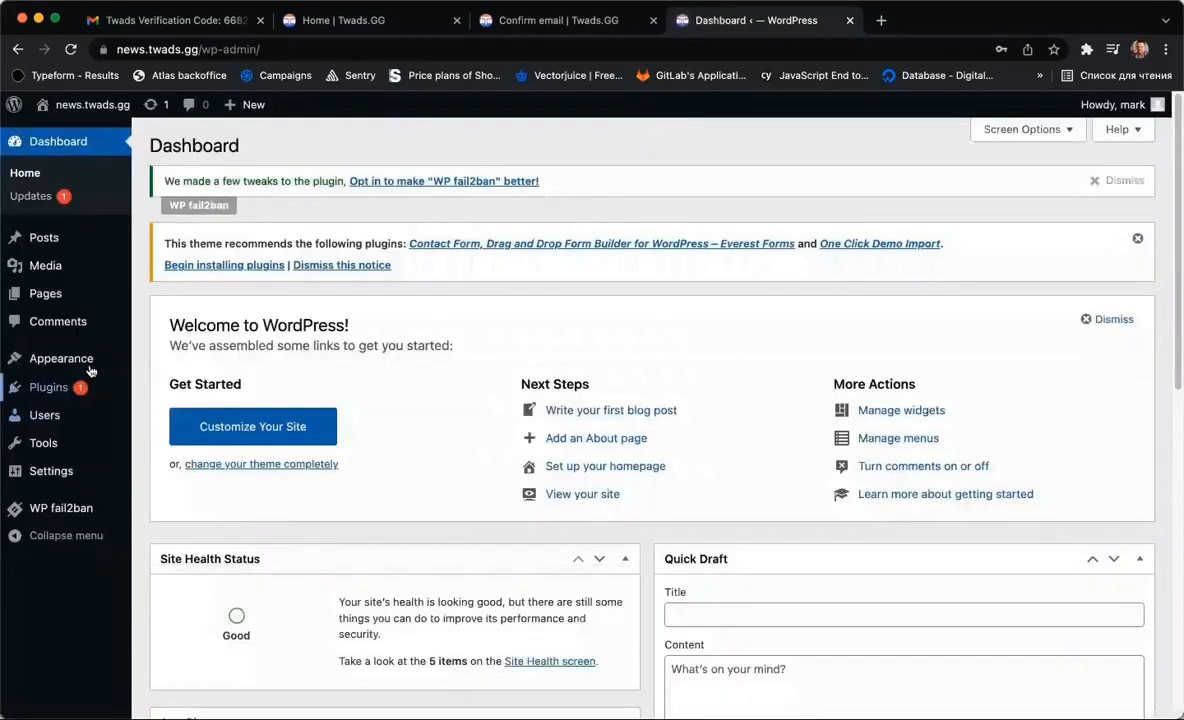 Twads Verification Code: 6682
Home | Twads.GG
Confirm email | Twads.GG
Dashboard ‹ — WordPress
news.twads.gg/wp-admin/
Typeform - Results
Atlas backoffice
Campaigns
Sentry
Price plans of Sho...
Vectorjuice | Free...
GitLab's Applicati...
JavaScript End to...
Database - Digital...
»
Список для чтения
news.twads.gg
1
0
New
Howdy, mark
Dashboard
Home
Updates 1
Posts
Media
Pages
Comments
Appearance
Plugins 1
Users
Tools
Settings
WP fail2ban
Collapse menu
Dashboard
Screen Options
Help
We made a few tweaks to the plugin, Opt in to make "WP fail2ban" better!
Dismiss
WP fail2ban
This theme recommends the following plugins: Contact Form, Drag and Drop Form Builder for WordPress – Everest Forms and One Click Demo Import.
Begin installing plugins | Dismiss this notice
Welcome to WordPress!
Dismiss
We've assembled some links to get you started:
Get Started
Customize Your Site
or, change your theme completely
Next Steps
Write your first blog post
Add an About page
Set up your homepage
View your site
More Actions
Manage widgets
Manage menus
Turn comments on or off
Learn more about getting started
Site Health Status
Good
Your site's health is looking good, but there are still some
things you can do to improve its performance and
security.
Take a look at the 5 items on the Site Health screen.
Quick Draft
Title
Content
What's on your mind?